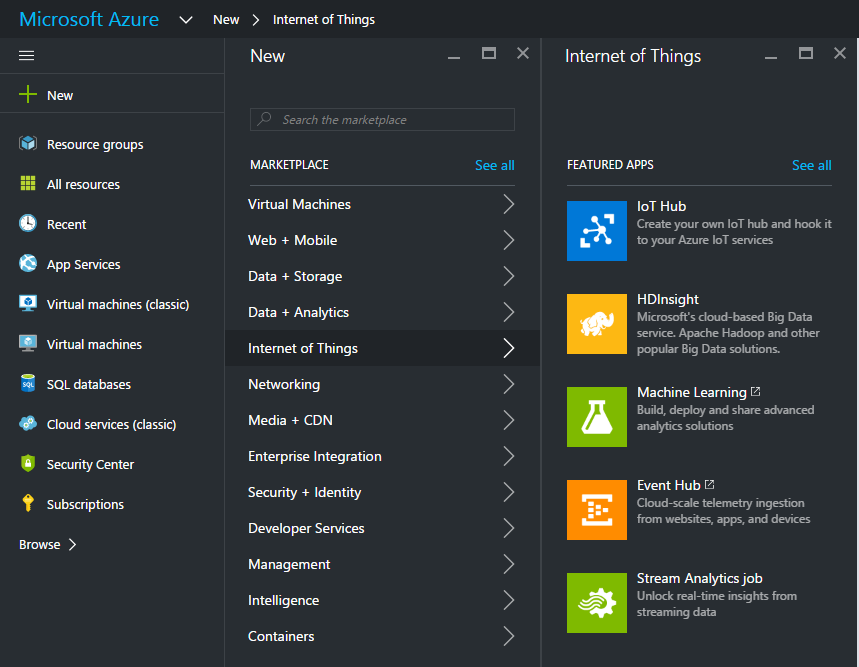 Microsoft Azure New Internet of Things
New
Resource groups
All resources
Recent
App Services
Virtual machines (classic)
Virtual machines
SQL databases
Cloud services (classic)
Security Center
Subscriptions
Browse
New
Search the marketplace
MARKETPLACE See all
Virtual Machines
Web + Mobile
Data + Storage
Data + Analytics
Internet of Things
Networking
Media + CDN
Enterprise Integration
Security + Identity
Developer Services
Management
Intelligence
Containers
Internet of Things
FEATURED APPS See all
IoT Hub
Create your own IoT hub and hook it
to your Azure IoT services
HDInsight
Microsoft's cloud-based Big Data
service. Apache Hadoop and other
popular Big Data solutions.
Machine Learning
Build, deploy and share advanced
analytics solutions
Event Hub
Cloud-scale telemetry ingestion
from websites, apps, and devices
Stream Analytics job
Unlock real-time insights from
streaming data